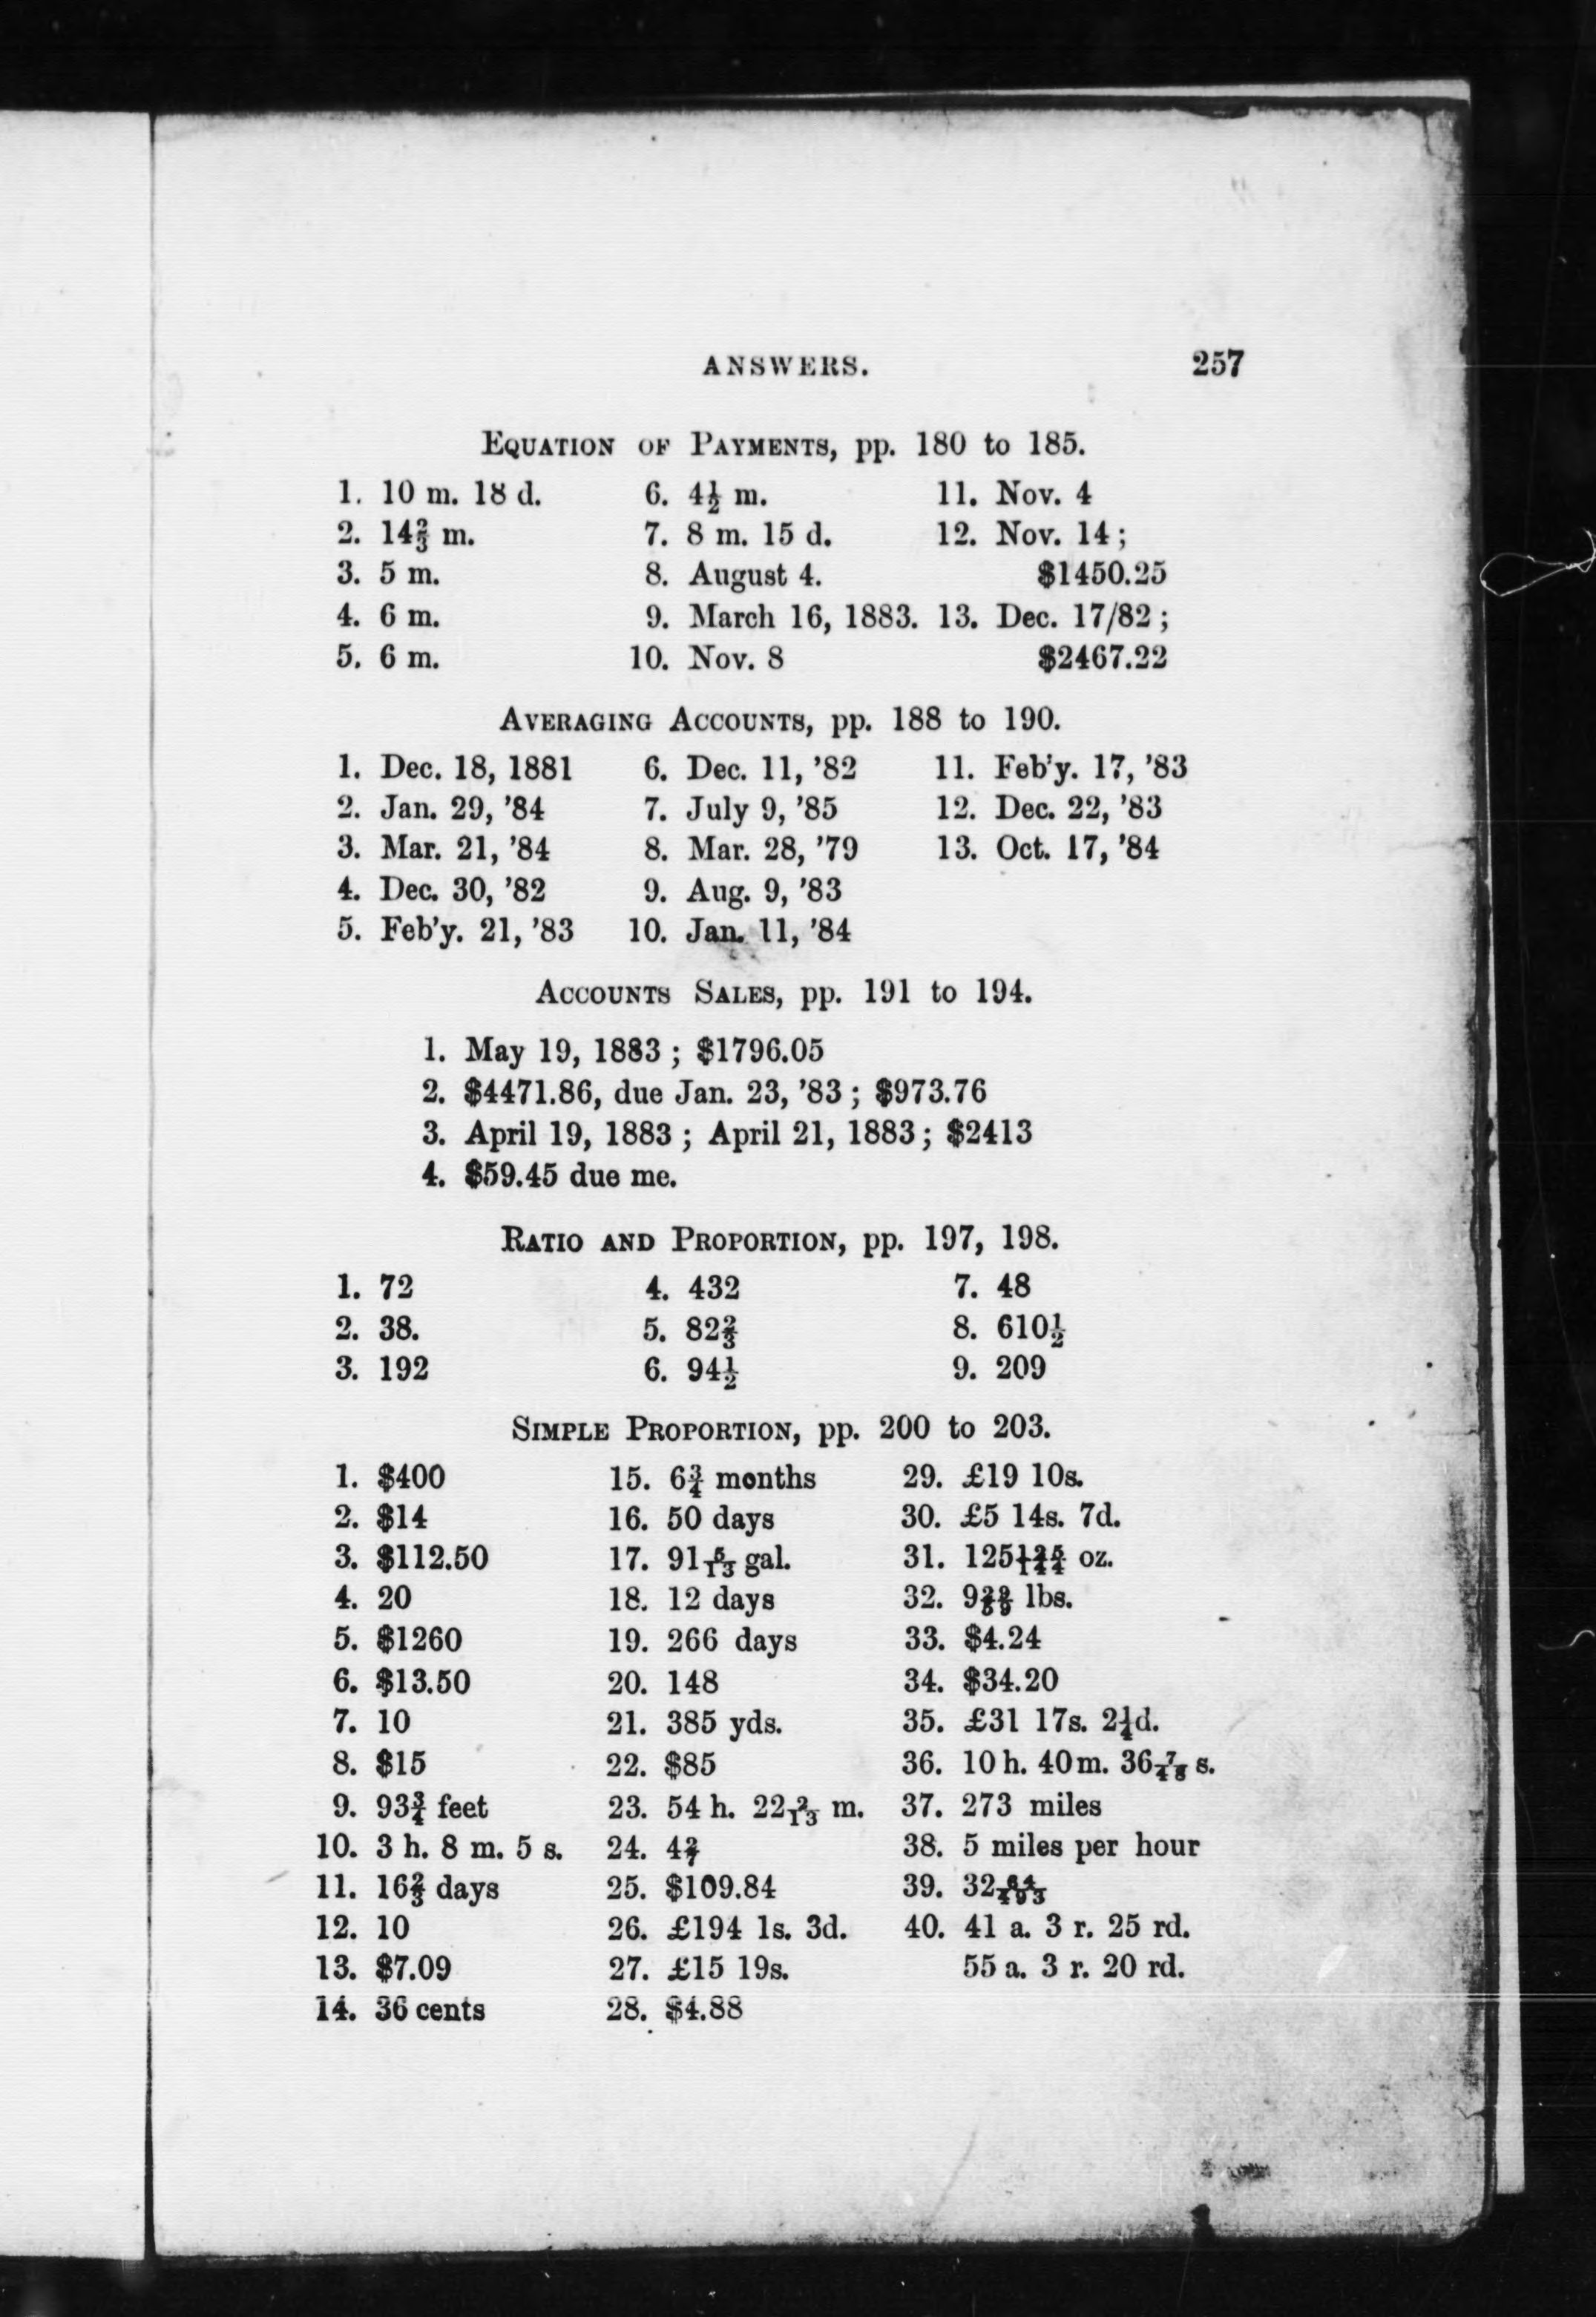 ANSWERS. 257
EQUATION OF PAYMENTS, pp. 180 to 185.
1. 10 m. 18 d. 6. 4½ m. 11. Nov. 4
2. 14⅔ m. 7. 8 m. 15 d. 12. Nov. 14;
3. 5 m. 8. August 4. $1450.25
4. 6 m. 9. March 16, 1883. 13. Dec. 17/82;
5. 6 m. 10. Nov. 8 $2467.22
AVERAGING ACCOUNTS, pp. 188 to 190.
1. Dec. 18, 1881 6. Dec. 11, '82 11. Feb'y. 17, '83
2. Jan. 29, '84 7. July 9, '85 12. Dec. 22, '83
3. Mar. 21, '84 8. Mar. 28, '79 13. Oct. 17, '84
4. Dec. 30, '82 9. Aug. 9, '83
5. Feb'y. 21, '83 10. Jan. 11, '84
ACCOUNTS SALES, pp. 191 to 194.
1. May 19, 1883; $1796.05
2. $4471.86, due Jan. 23, '83; $973.76
3. April 19, 1883; April 21, 1883; $2413
4. $59.45 due me.
RATIO AND PROPORTION, pp. 197, 198.
1. 72 4. 432 7. 48
2. 38. 5. 82⅔ 8. 610½
3. 192 6. 94½ 9. 209
SIMPLE PROPORTION, pp. 200 to 203.
1. $400 15. 6¾ months 29. £19 10s.
2. $14 16. 50 days 30. £5 14s. 7d.
3. $112.50 17. 91 5/13 gal. 31. 125 125/144 oz.
4. 20 18. 12 days 32. lbs.
5. $1260 19. 266 days 33. $4.24
6. $13.50 20. 148 34. $34.20
7. 10 21. 385 yds. 35. £31 17s. 2¼d.
8. $15 22. $85 36. 10 h. 40 m. s.
9. 93¾ feet 23. 54 h. 22 2/13 m. 37. 273 miles
10. 3 h. 8 m. 5 s. 24. 4 2/7 38. 5 miles per hour
11. 16⅔ days 25. $109.84 39.
12. 10 26. £194 1s. 3d. 40. 41 a. 3 r. 25 rd.
13. $7.09 27. £15 19s. 55 a. 3 r. 20 rd.
14. 36 cents 28. $4.88